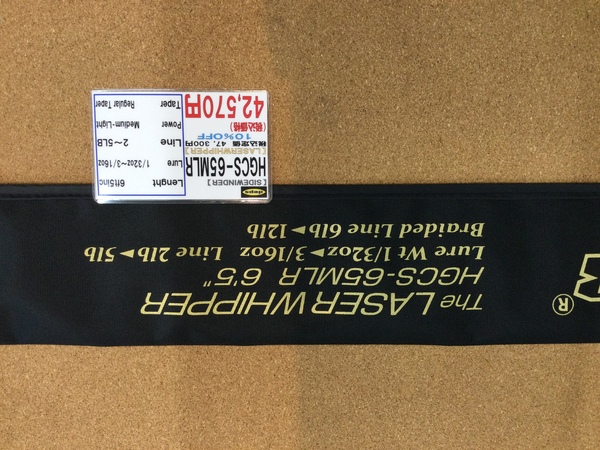 deps
【SIDEWINDER】
HGCS-65MLR
【LASERWHIPPER】
税込定価 47,300円
10%OFF
(税込価格)
42,570円
Lenght 6ft5inc
Lure 1/32oz~3/16oz
Line 2~5LB
Power Medium-Light
Taper Regular Taper
The LASERWHIPPER
HGCS-65MLR 6'5"
Lure Wt 1/32oz►3/16oz Line 2lb►5lb
Braided Line 6lb►12lb
®